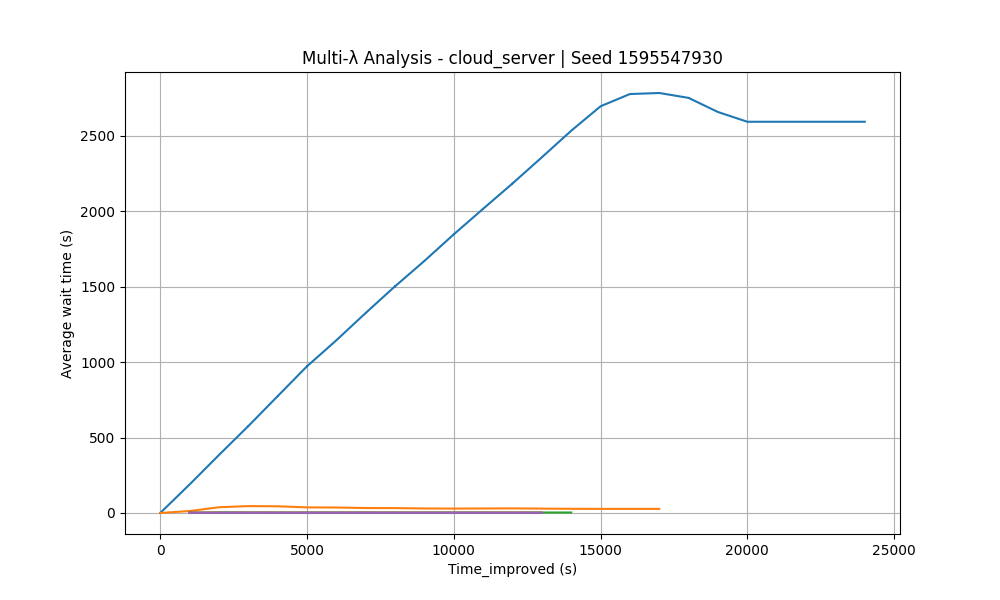 Multi-λ Analysis - cloud_server | Seed 1595547930
Average wait time (s)
2500
2000
1500
1000
500
0
0 5000 10000 15000 20000 25000
Time_improved (s)